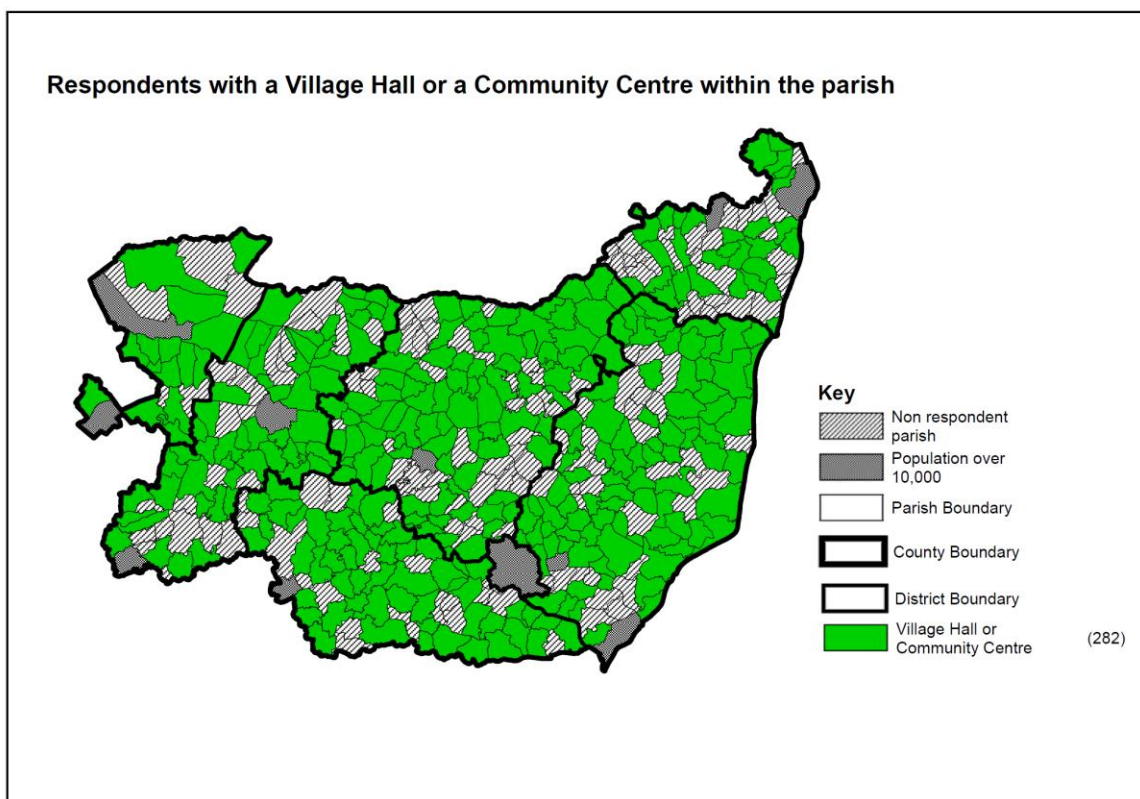 Respondents with a Village Hall or a Community Centre within the parish
Key
Non respondent
parish
Population over
10,000
Parish Boundary
County Boundary
District Boundary
Village Hall or
Community Centre
(282)